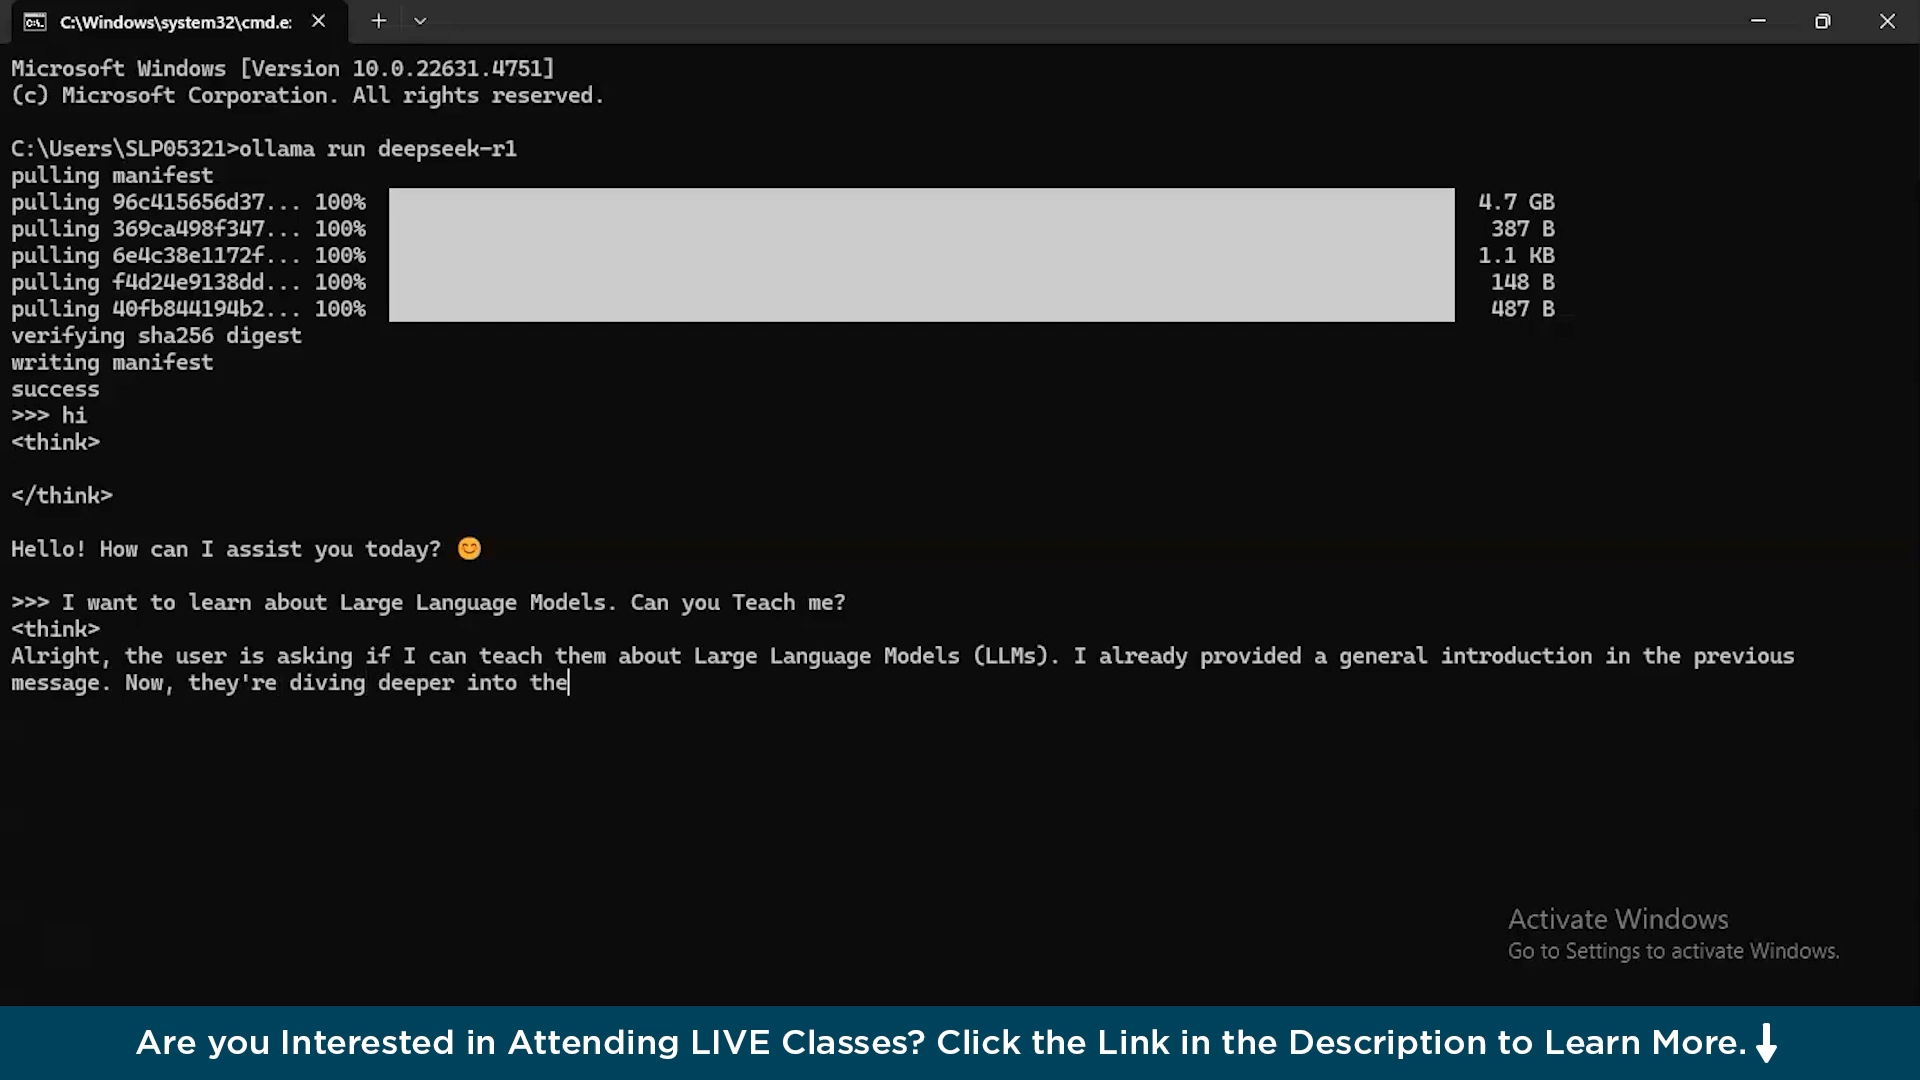 C:\Windows\system32\cmd.e:
Microsoft Windows [Version 10.0.22631.4751]
(c) Microsoft Corporation. All rights reserved.
C:\Users\SLP05321>ollama run deepseek-r1
pulling manifest
pulling 96c415656d37... 100% 4.7 GB
pulling 369ca498f347... 100% 387 B
pulling 6e4c38e1172f... 100% 1.1 KB
pulling f4d24e9138dd... 100% 148 B
pulling 40fb844194b2... 100% 487 B
verifying sha256 digest
writing manifest
success
>>> hi
<think>
</think>
Hello! How can I assist you today? 😊
>>> I want to learn about Large Language Models. Can you Teach me?
<think>
Alright, the user is asking if I can teach them about Large Language Models (LLMs). I already provided a general introduction in the previous
message. Now, they're diving deeper into the
Activate Windows
Go to Settings to activate Windows.
Are you Interested in Attending LIVE Classes? Click the Link in the Description to Learn More.